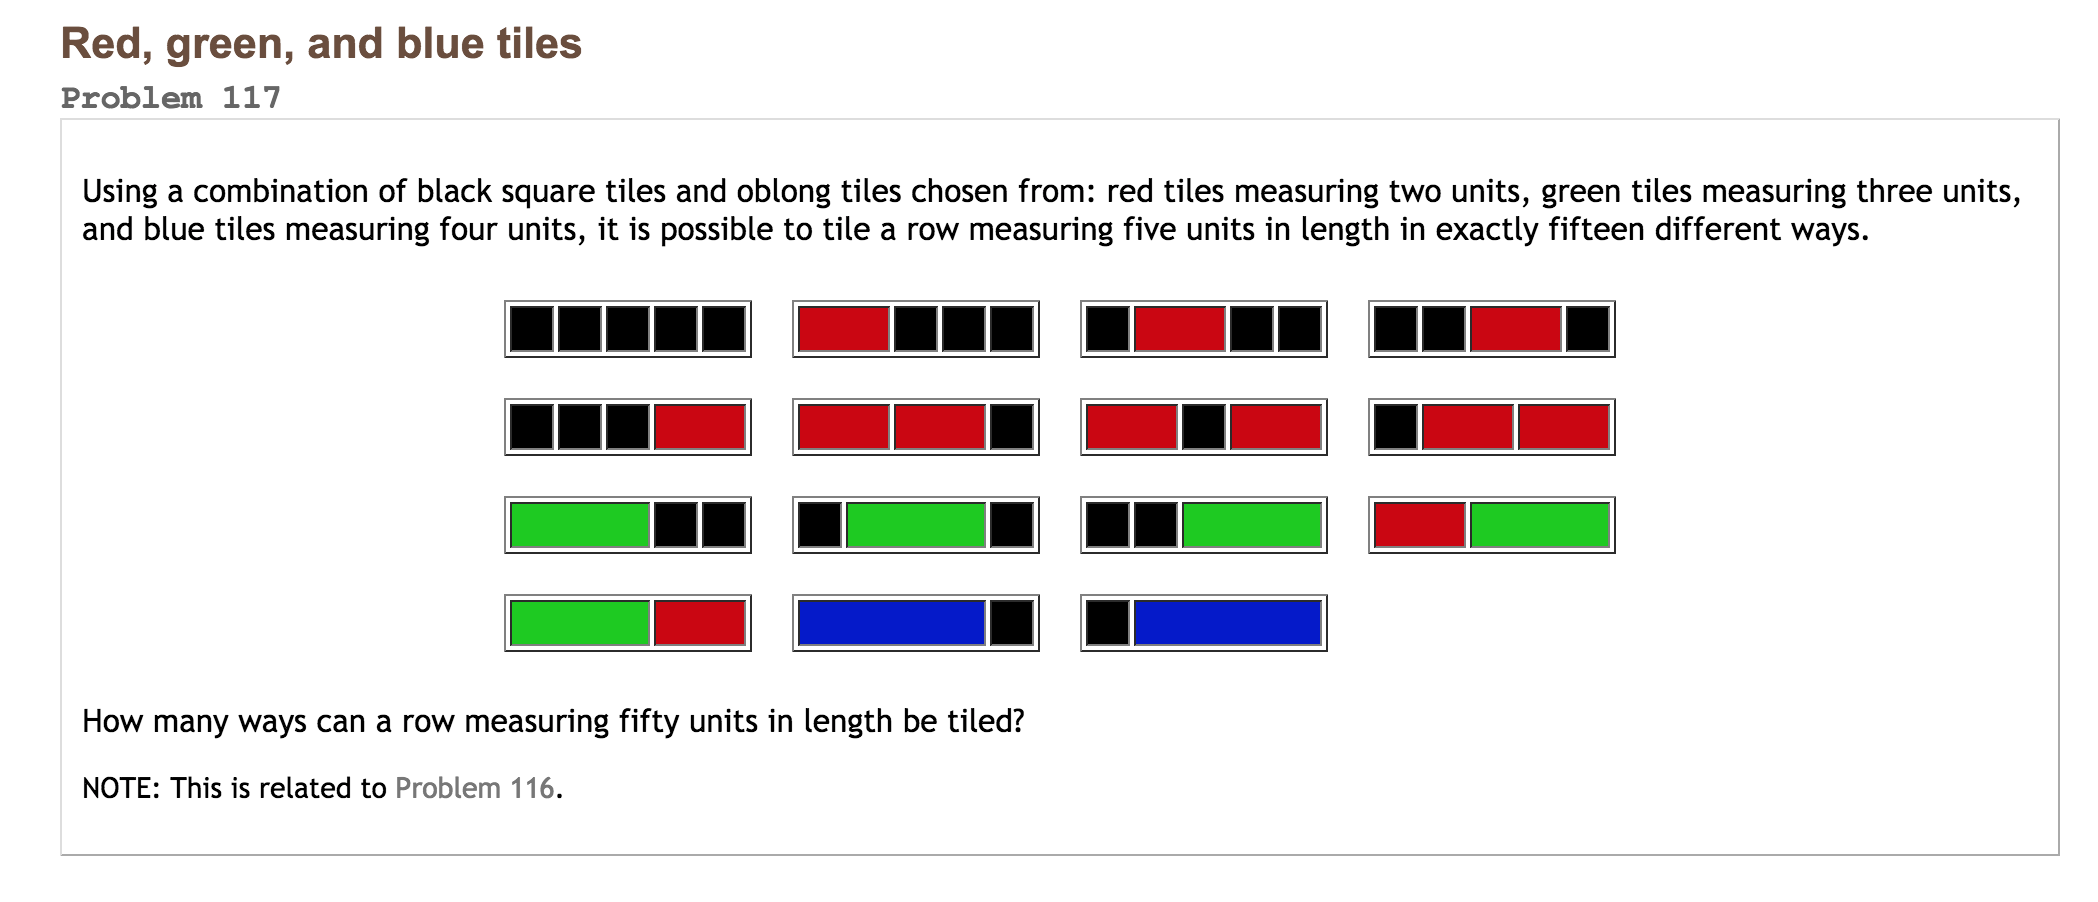 Red, green, and blue tiles
Problem 117
Using a combination of black square tiles and oblong tiles chosen from: red tiles measuring two units, green tiles measuring three units,
and blue tiles measuring four units, it is possible to tile a row measuring five units in length in exactly fifteen different ways.
How many ways can a row measuring fifty units in length be tiled?
NOTE: This is related to Problem 116.